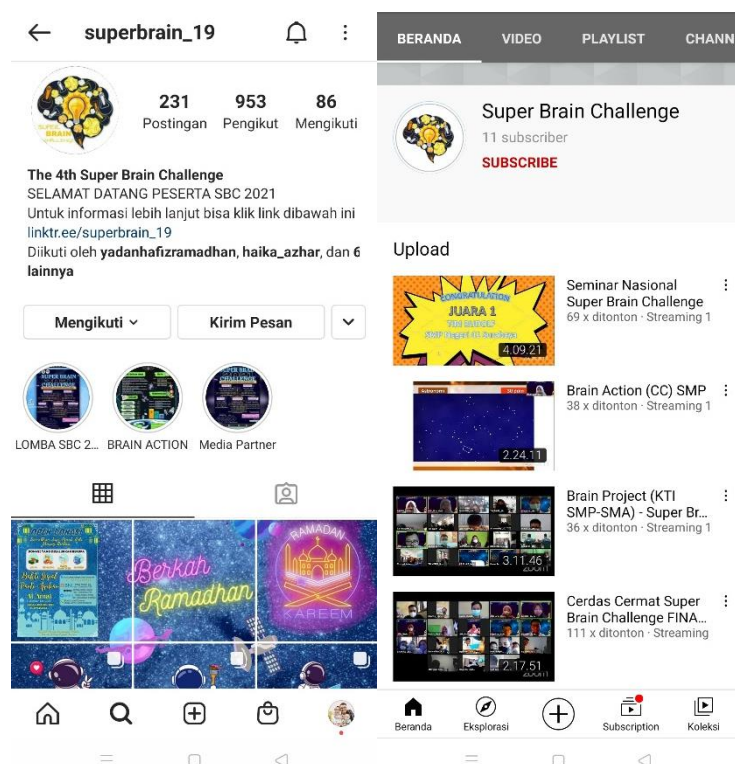 superbrain_19
231 953 86
Postingan Pengikut Mengikuti
The 4th Super Brain Challenge
SELAMAT DATANG PESERTA SBC 2021
Untuk informasi lebih lanjut bisa klik link dibawah ini
linktr.ee/superbrain_19
Diikuti oleh yadanhafizramadhan, haika_azhar, dan 6
lainnya
Mengikuti
Kirim Pesan
LOMBA SBC 2... BRAIN ACTION Media Partner
Berkah
Ramadhan
RAMADAN
KAREEM
BERANDA VIDEO PLAYLIST CHANN
Super Brain Challenge
11 subscriber
SUBSCRIBE
Upload
CONGRATULATION
JUARA 1
4.09.21
Seminar Nasional
Super Brain Challenge
69 x ditonton · Streaming 1
2.24.11
Brain Action (CC) SMP
38 x ditonton · Streaming 1
3.11.46
zoom
Brain Project (KTI
SMP-SMA) - Super Br...
36 x ditonton · Streaming 1
2.17.51
zoom
Cerdas Cermat Super
Brain Challenge FINA...
111 x ditonton · Streaming
Beranda Eksplorasi Subscription Koleksi